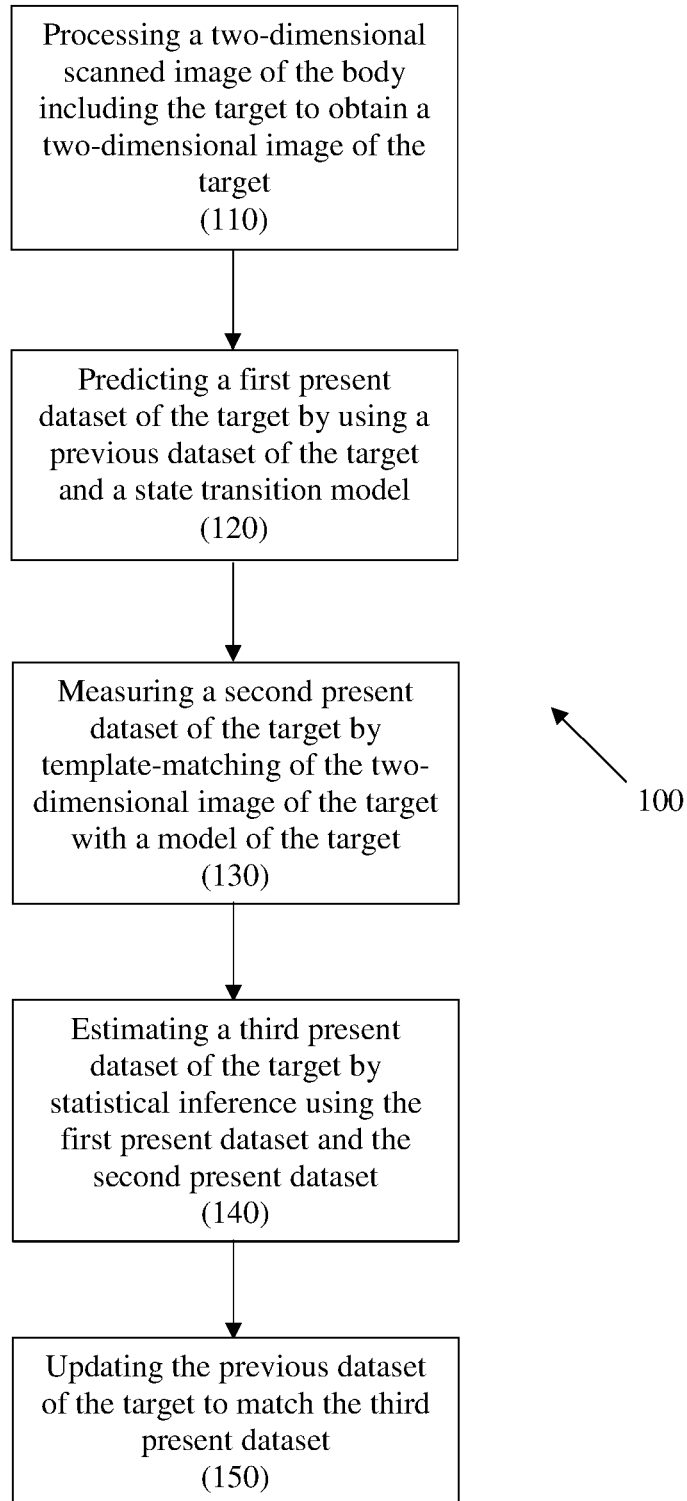 Processing a two-dimensional
scanned image of the body
including the target to obtain a
two-dimensional image of the
target
(110)
Predicting a first present
dataset of the target by using a
previous dataset of the target
and a state transition model
(120)
Measuring a second present
dataset of the target by
template-matching of the two-
dimensional image of the target
with a model of the target
(130)
100
Estimating a third present
dataset of the target by
statistical inference using the
first present dataset and the
second present dataset
(140)
Updating the previous dataset
of the target to match the third
present dataset
(150)